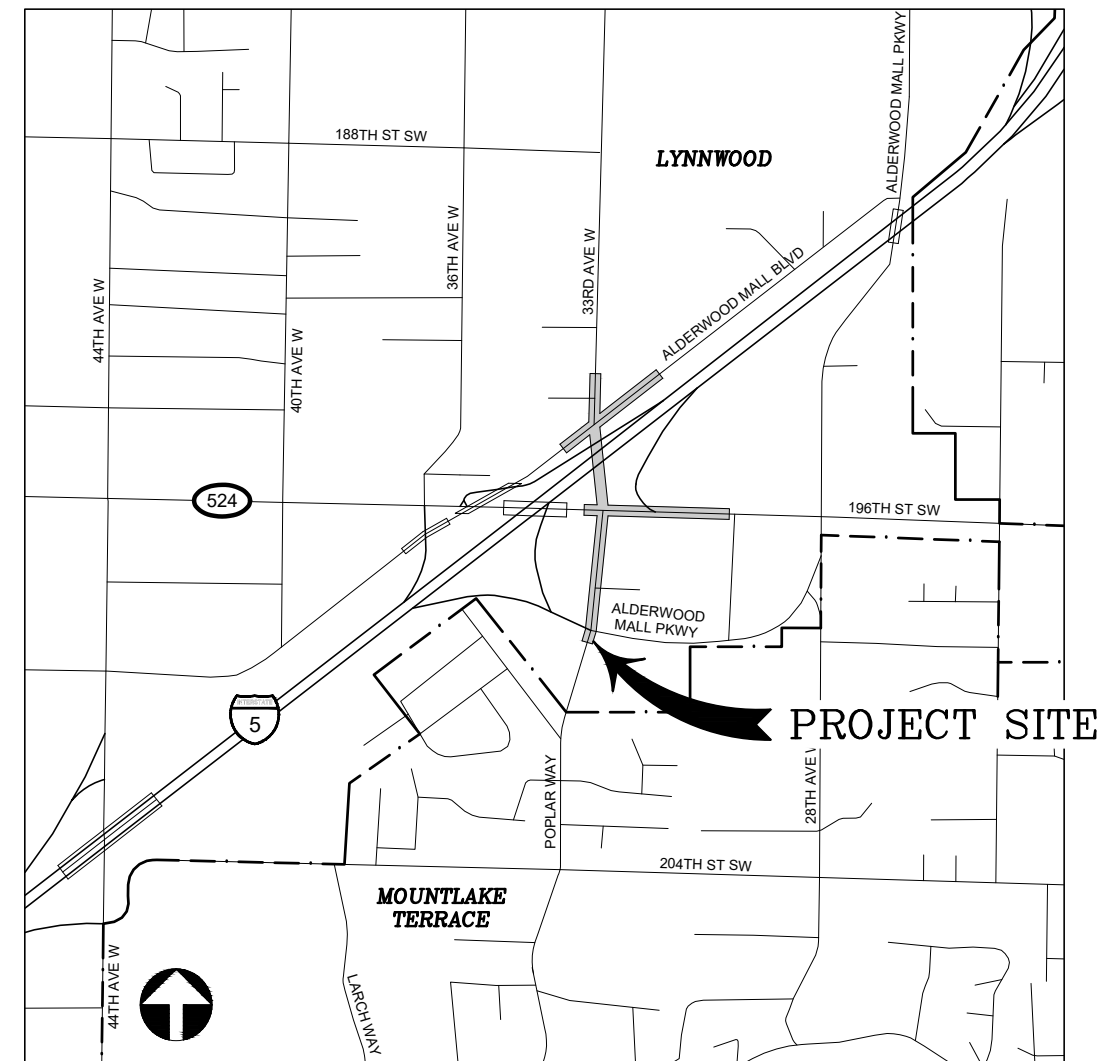 ALDERWOOD MALL PKWY
188TH ST SW
LYNNWOOD
36TH AVE W
33RD AVE W
44TH AVE W
ALDERWOOD MALL BLVD
40TH AVE W
524
196TH ST SW
ALDERWOOD
MALL PKWY
INTERSTATE
5
PROJECT SITE
POPLAR WAY
28TH AVE
204TH ST SW
MOUNTLAKE
TERRACE
44TH AVE W
LARCH WAY